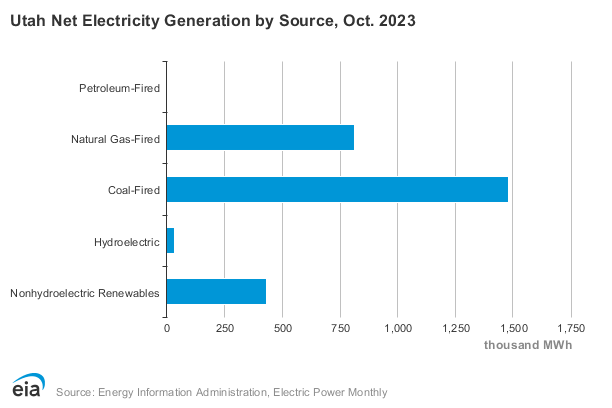 Utah Net Electricity Generation by Source, Oct. 2023
Petroleum-Fired
Natural Gas-Fired
Coal-Fired
Hydroelectric
Nonhydroelectric Renewables
0 250 500 750 1,000 1,250 1,500 1,750
thousand MWh
eia Source: Energy Information Administration, Electric Power Monthly